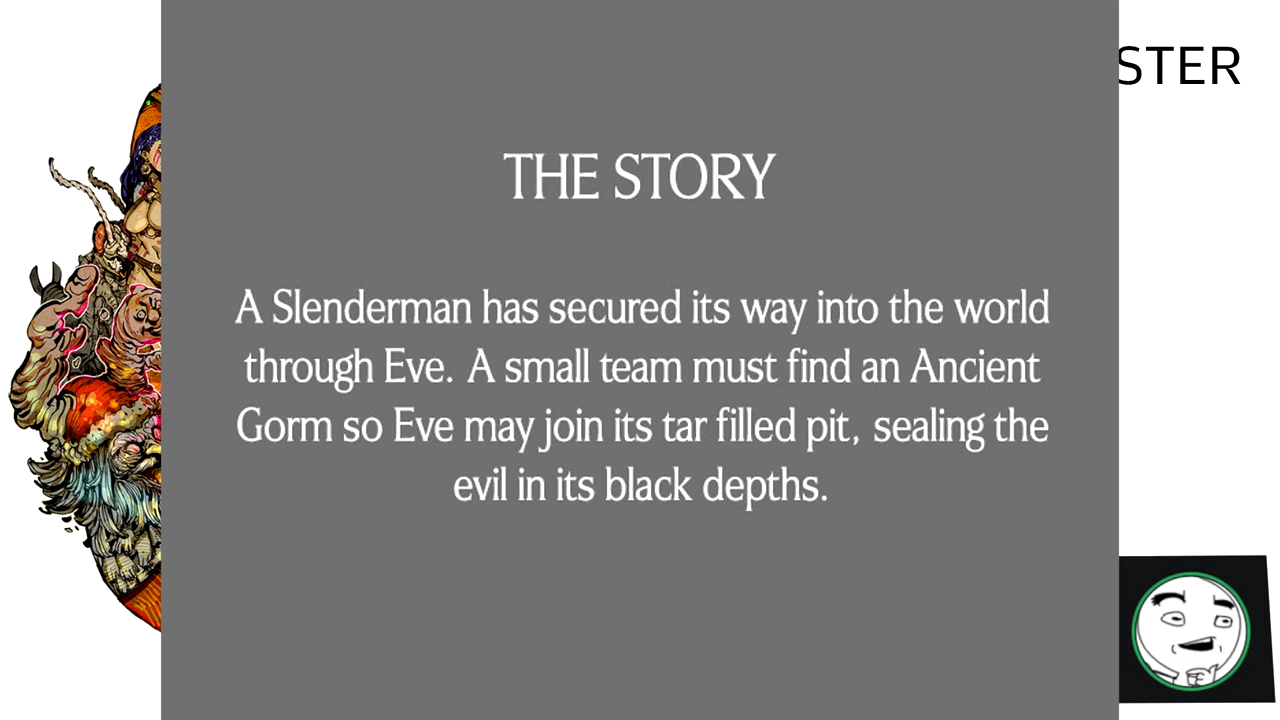 STER
THE STORY
A Slenderman has secured its way into the world
through Eve. A small team must find an Ancient
Gorm so Eve may join its tar filled pit, sealing the
evil in its black depths.